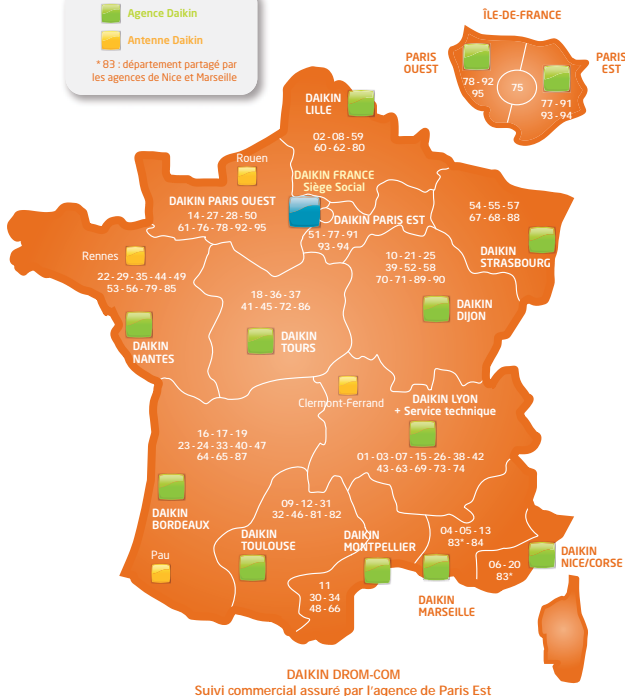 Agence Daikin
Antenne Daikin
* 83 : département partagé par
les agences de Nice et Marseille
ÎLE-DE-FRANCE
PARIS
OUEST
PARIS
EST
78 - 92
95
75
77 - 91
93 - 94
DAIKIN
LILLE
02 - 08 - 59
60 - 62 - 80
Rouen
DAIKIN FRANCE
Siège Social
DAIKIN PARIS OUEST
14 - 27 - 28 - 50
61 - 76 - 78 - 92 - 95
DAIKIN PARIS EST
51 - 77 - 91
93 - 94
54 - 55 - 57
67 - 68 - 88
DAIKIN
STRASBOURG
Rennes
22 - 29 - 35 - 44 - 49
53 - 56 - 79 - 85
DAIKIN
NANTES
18 - 36 - 37
41 - 45 - 72 - 86
DAIKIN
TOURS
10 - 21 - 25
39 - 52 - 58
70 - 71 - 89 - 90
DAIKIN
DIJON
Clermont-Ferrand
DAIKIN LYON
+ Service technique
01 - 03 - 07 - 15 - 26 - 38 - 42
43 - 63 - 69 - 73 - 74
16 - 17 - 19
23 - 24 - 33 - 40 - 47
64 - 65 - 87
DAIKIN
BORDEAUX
Pau
09 - 12 - 31
32 - 46 - 81 - 82
DAIKIN
TOULOUSE
DAIKIN
MONTPELLIER
11
30 - 34
48 - 66
04 - 05 - 13
83* - 84
DAIKIN
MARSEILLE
06 - 20
83*
DAIKIN
NICE/CORSE
DAIKIN DROM-COM
Suivi commercial assuré par l'agence de Paris Est